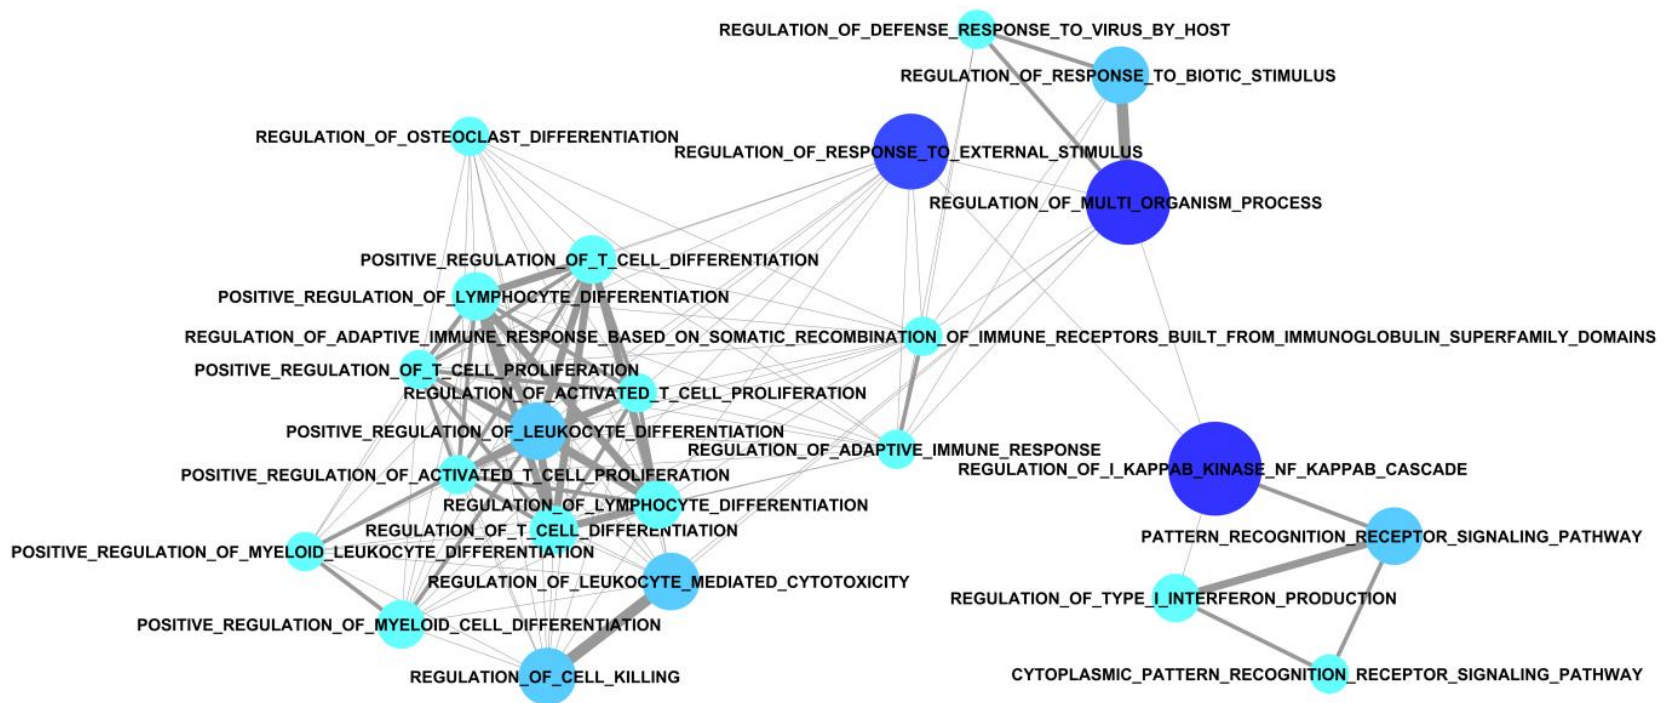 REGULATION_OF_DEFENSE_RESPONSE_TO_VIRUS_BY_HOST
REGULATION_OF_RESPONSE_TO_BIOTIC_STIMULUS
REGULATION_OF_OSTEOCLAST_DIFFERENTIATION
REGULATION_OF_RESPONSE_TO_EXTERNAL_STIMULUS
REGULATION_OF_MULTI_ORGANISM_PROCESS
POSITIVE_REGULATION_OF_T_CELL_DIFFERENTIATION
POSITIVE_REGULATION_OF_LYMPHOCYTE_DIFFERENTIATION
REGULATION_OF_ADAPTIVE_IMMUNE_RESPONSE_BASED_ON_SOMATIC_RECOMBINATION_OF_IMMUNE_RECEPTORS_BUILT_FROM_IMMUNOGLOBULIN_SUPERFAMILY_DOMAINS
POSITIVE_REGULATION_OF_T_CELL_PROLIFERATION
REGULATION_OF_ACTIVATED_T_CELL_PROLIFERATION
POSITIVE_REGULATION_OF_LEUKOCYTE_DIFFERENTIATION
REGULATION_OF_ADAPTIVE_IMMUNE_RESPONSE
REGULATION_OF_I_KAPPAB_KINASE_NF_KAPPAB_CASCADE
POSITIVE_REGULATION_OF_ACTIVATED_T_CELL_PROLIFERATION
REGULATION_OF_LYMPHOCYTE_DIFFERENTIATION
REGULATION_OF_T_CELL_DIFFERENTIATION
PATTERN_RECOGNITION_RECEPTOR_SIGNALING_PATHWAY
POSITIVE_REGULATION_OF_MYELOID_LEUKOCYTE_DIFFERENTIATION
REGULATION_OF_LEUKOCYTE_MEDIATED_CYTOTOXICITY
REGULATION_OF_TYPE_I_INTERFERON_PRODUCTION
POSITIVE_REGULATION_OF_MYELOID_CELL_DIFFERENTIATION
REGULATION_OF_CELL_KILLING
CYTOPLASMIC_PATTERN_RECOGNITION_RECEPTOR_SIGNALING_PATHWAY